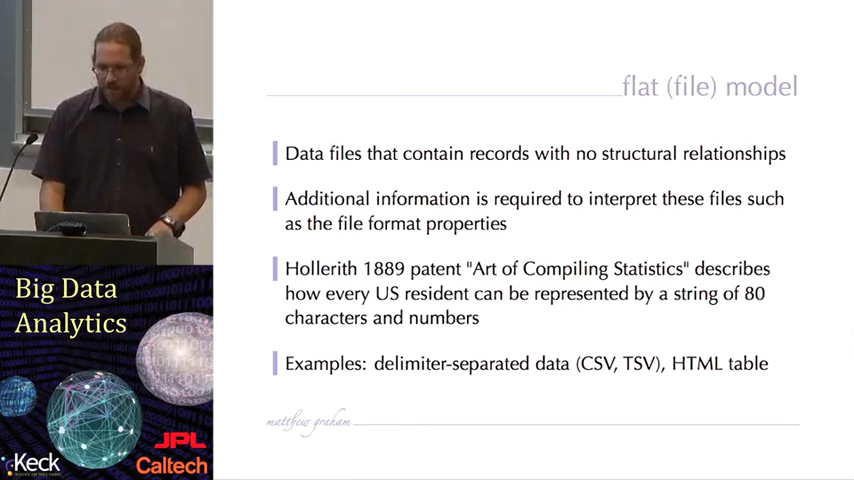 flat (file) model
Data files that contain records with no structural relationships
Additional information is required to interpret these files such
as the file format properties
Hollerith 1889 patent "Art of Compiling Statistics" describes
how every US resident can be represented by a string of 80
characters and numbers
Examples: delimiter-separated data (CSV, TSV), HTML table
matthew graham
Big Data
Analytics
JPL
Keck
Caltech